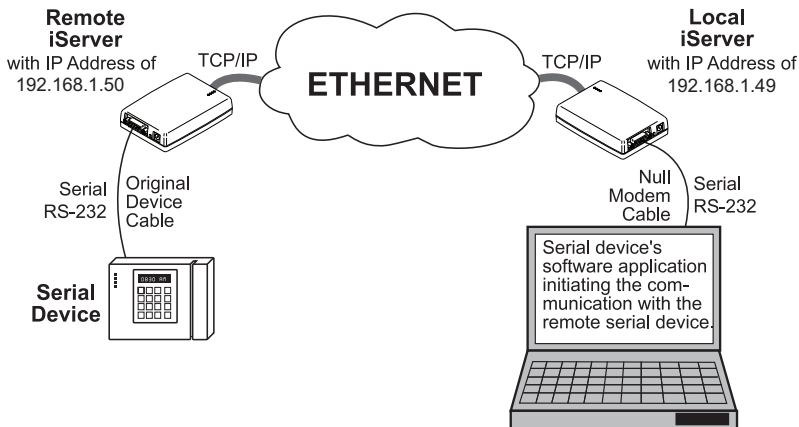 Remote
iServer
with IP Address of
192.168.1.50
TCP/IP
ETHERNET
TCP/IP
Local
iServer
with IP Address of
192.168.1.49
Serial
RS-232
Original
Device
Cable
Null
Modem
Cable
Serial
RS-232
Serial
Device
0830 AM
Serial device's
software application
initiating the com-
munication with the
remote serial device.